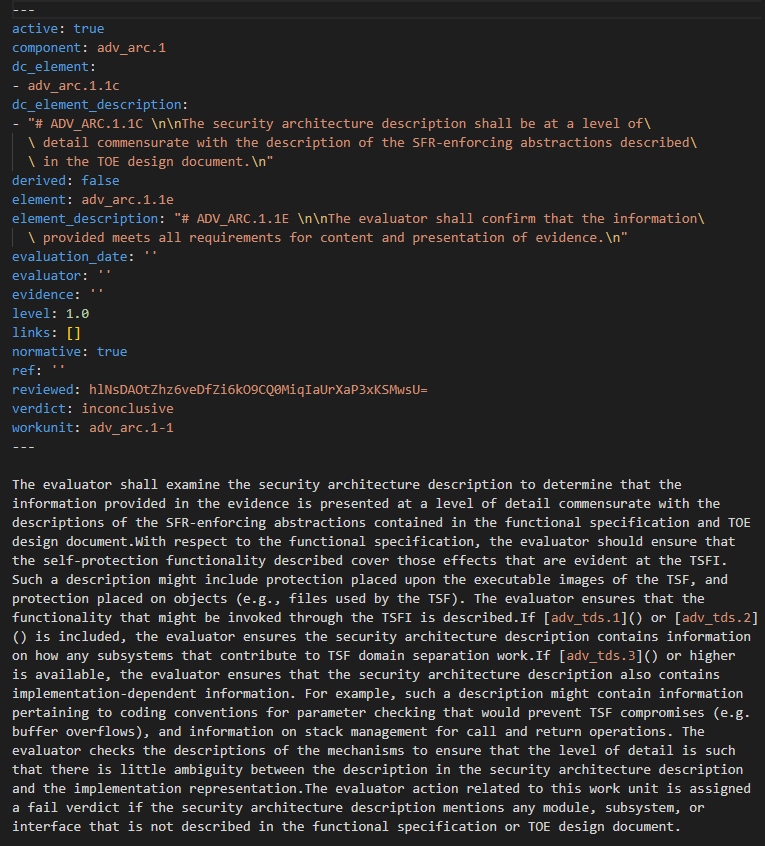 ---
active: true
component: adv_arc.1
dc_element:
- adv_arc.1.1c
dc_element_description:
- "# ADV_ARC.1.1C \n\nThe security architecture description shall be at a level of\
  \ detail commensurate with the description of the SFR-enforcing abstractions described\
  \ in the TOE design document.\n"
derived: false
element: adv_arc.1.1e
element_description: "# ADV_ARC.1.1E \n\nThe evaluator shall confirm that the information\
  \ provided meets all requirements for content and presentation of evidence.\n"
evaluation_date: ''
evaluator: ''
evidence: ''
level: 1.0
links: []
normative: true
ref: ''
reviewed: hlNsDAOtZhz6veDfZi6kO9CQ0MiqIaUrXaP3xKSMwsU=
verdict: inconclusive
workunit: adv_arc.1-1
---

The evaluator shall examine the security architecture description to determine that the
information provided in the evidence is presented at a level of detail commensurate with the
descriptions of the SFR-enforcing abstractions contained in the functional specification and TOE
design document.With respect to the functional specification, the evaluator should ensure that
the self-protection functionality described cover those effects that are evident at the TSFI.
Such a description might include protection placed upon the executable images of the TSF, and
protection placed on objects (e.g., files used by the TSF). The evaluator ensures that the
functionality that might be invoked through the TSFI is described.If [adv_tds.1]() or [adv_tds.2]
() is included, the evaluator ensures the security architecture description contains information
on how any subsystems that contribute to TSF domain separation work.If [adv_tds.3]() or higher
is available, the evaluator ensures that the security architecture description also contains
implementation-dependent information. For example, such a description might contain information
pertaining to coding conventions for parameter checking that would prevent TSF compromises (e.g.
buffer overflows), and information on stack management for call and return operations. The
evaluator checks the descriptions of the mechanisms to ensure that the level of detail is such
that there is little ambiguity between the description in the security architecture description
and the implementation representation.The evaluator action related to this work unit is assigned
a fail verdict if the security architecture description mentions any module, subsystem, or
interface that is not described in the functional specification or TOE design document.